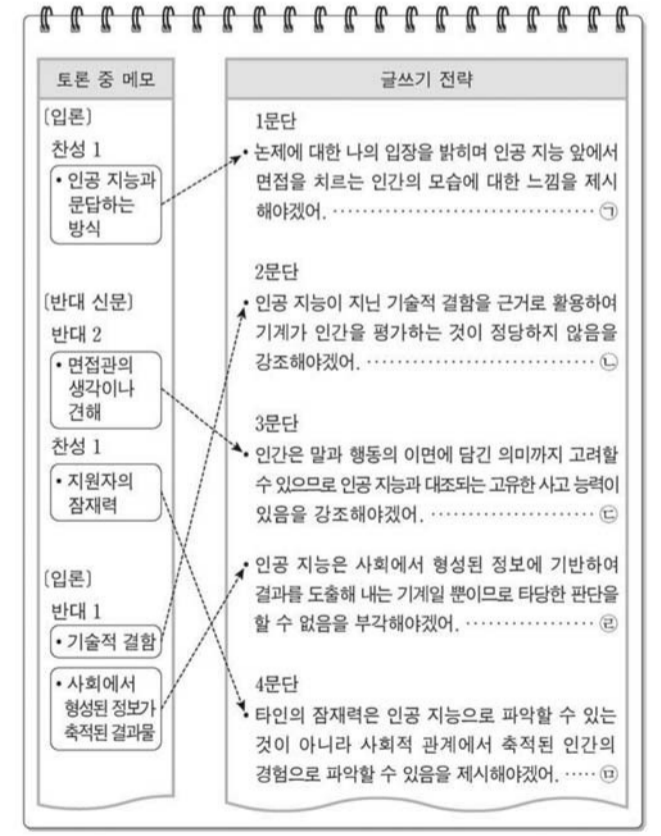 토론 중 메모
[입론]
찬성 1
• 인공 지능과
문답하는
방식
[반대 신문]
반대 2
• 면접관의
생각이나
견해
찬성 1
• 지원자의
잠재력
[입론]
반대 1
• 기술적 결함
• 사회에서
형성된 정보가
축적된 결과물
글쓰기 전략
1문단
• 논제에 대한 나의 입장을 밝히며 인공 지능 앞에서
면접을 치르는 인간의 모습에 대한 느낌을 제시
해야겠어. ································· ㉠
2문단
• 인공 지능이 지닌 기술적 결함을 근거로 활용하여
기계가 인간을 평가하는 것이 정당하지 않음을
강조해야겠어. ····························· ㉡
3문단
• 인간은 말과 행동의 이면에 담긴 의미까지 고려할
수 있으므로 인공 지능과 대조되는 고유한 사고 능력이
있음을 강조해야겠어. ····················· ㉢
• 인공 지능은 사회에서 형성된 정보에 기반하여
결과를 도출해 내는 기계일 뿐이므로 타당한 판단을
할 수 없음을 부각해야겠어. ················ ㉣
4문단
• 타인의 잠재력은 인공 지능으로 파악할 수 있는
것이 아니라 사회적 관계에서 축적된 인간의
경험으로 파악할 수 있음을 제시해야겠어. ····· ㉤